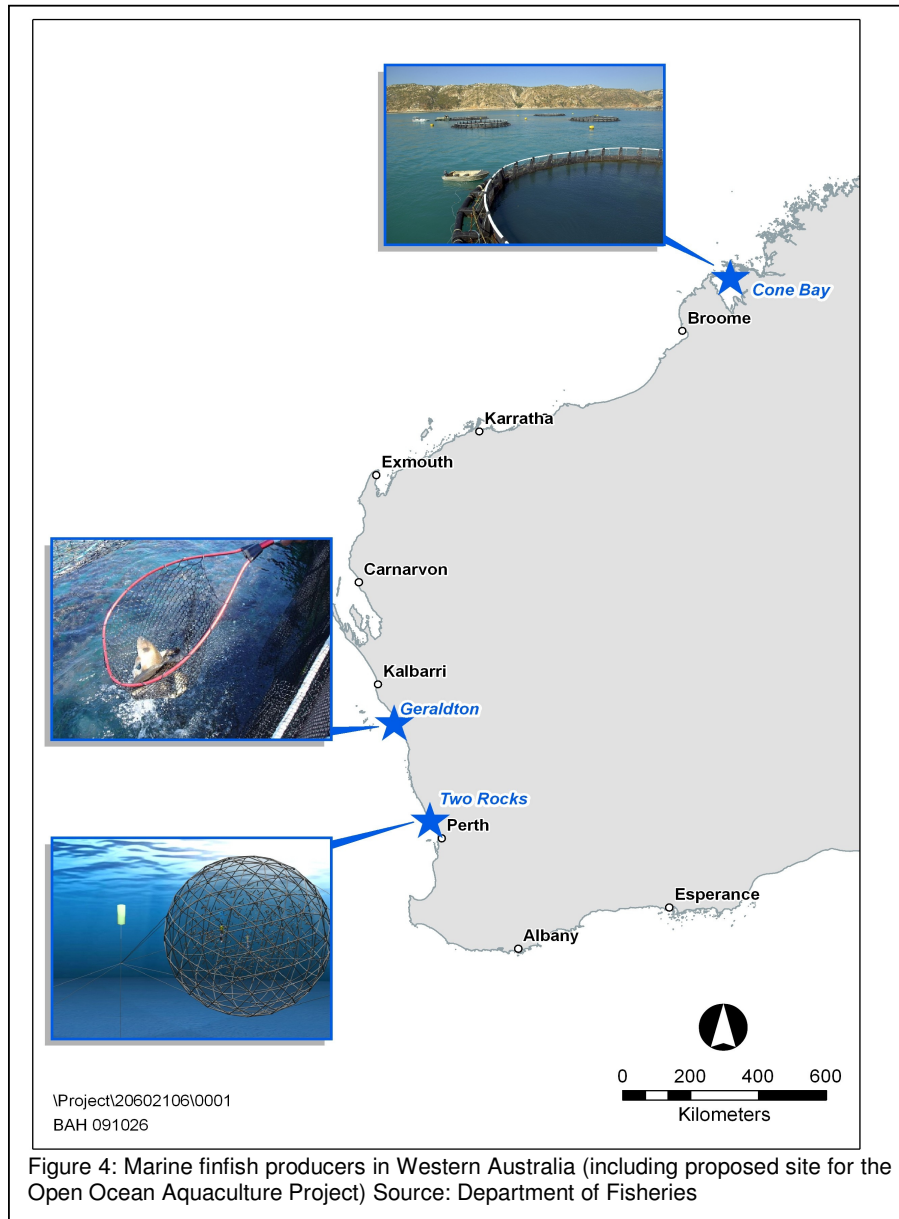 Cone Bay
Broome
Karratha
Exmouth
Carnarvon
Kalbarri
Geraldton
Two Rocks
Perth
Esperance
Albany
0 200 400 600
Kilometers
\Project\20602106\0001
BAH 091026
Figure 4: Marine finfish producers in Western Australia (including proposed site for the
Open Ocean Aquaculture Project) Source: Department of Fisheries